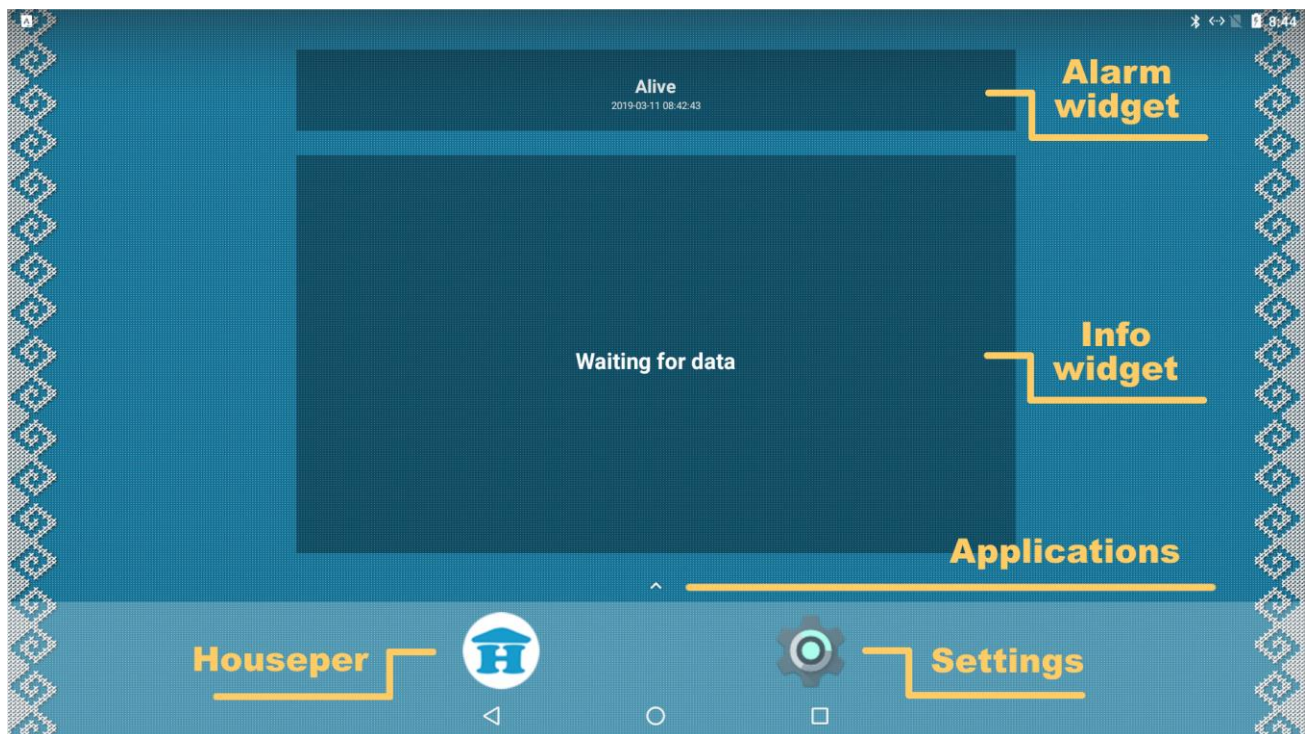 8:44
Alive
2019-03-11 08:42:43
Alarm
widget
Waiting for data
Info
widget
Applications
Houseper
H
Settings